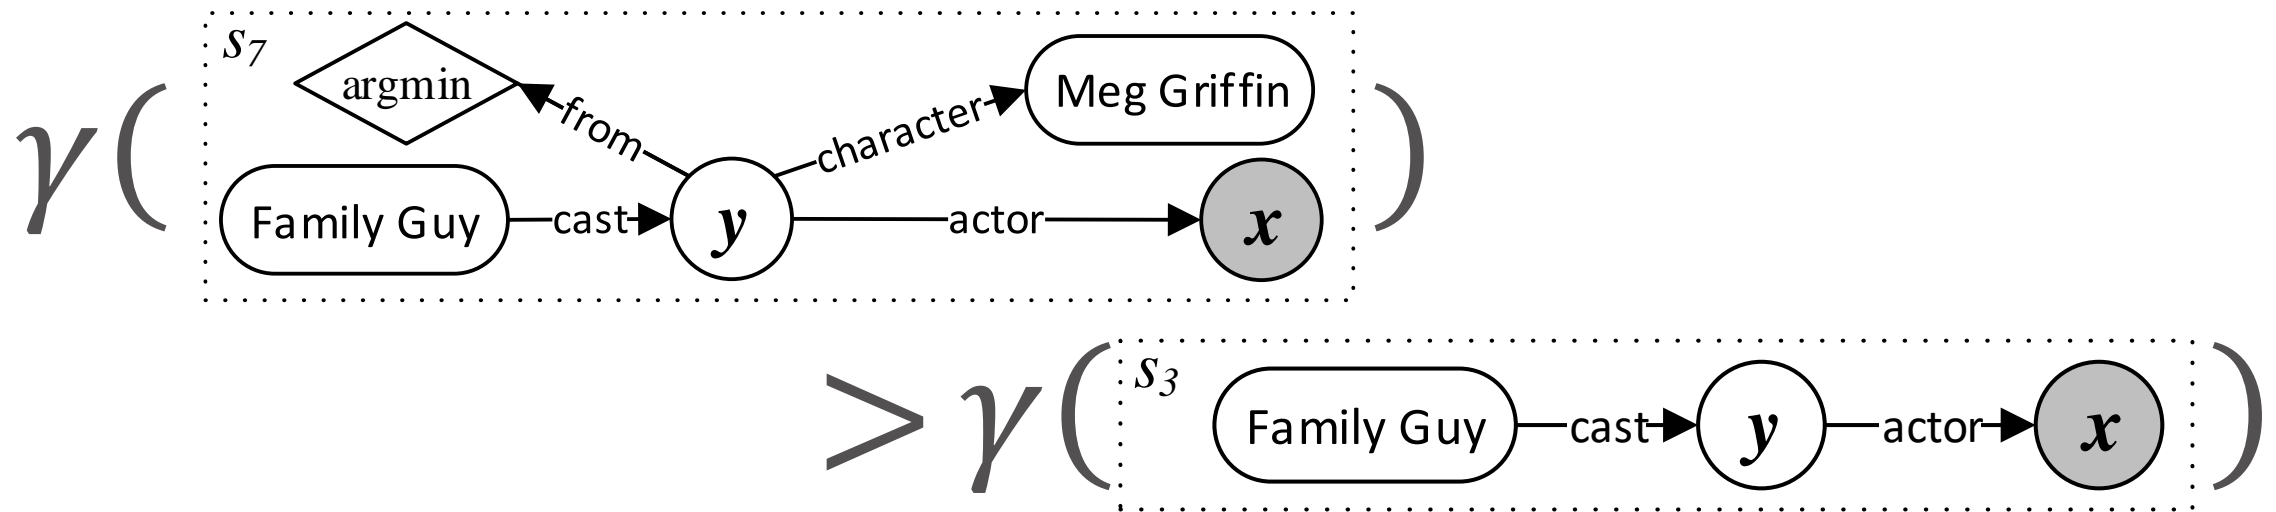 s7 argmin from character Meg Griffin
γ( Family Guy cast y actor x )
> γ( s3 Family Guy cast y actor x )